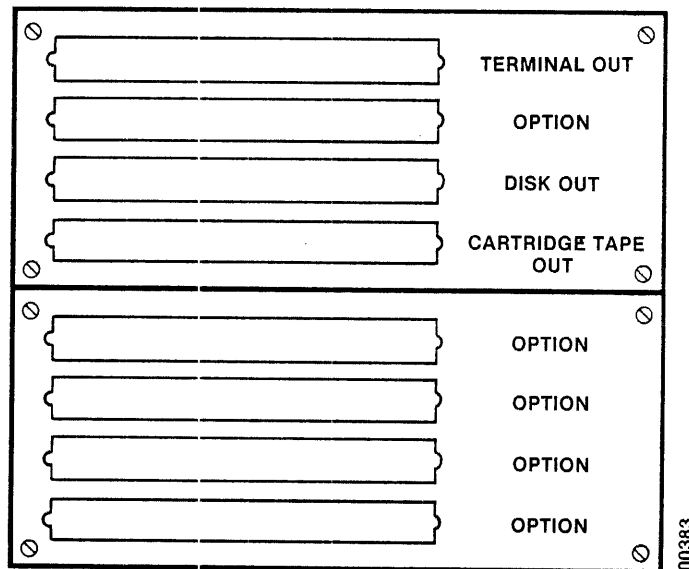 TERMINAL OUT
OPTION
DISK OUT
CARTRIDGE TAPE
OUT
OPTION
OPTION
OPTION
OPTION
00383